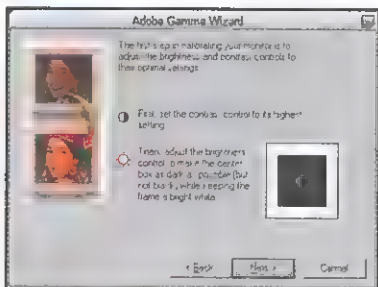 Adobe Gamma Wizard
The first step in calibrating your monitor is to
adjust the brightness and contrast controls to
their optimal settings.
First, set the contrast control to its highest
setting.
Then, adjust the brightness
control to make the center
box as dark as possible (but
not black), while keeping the
frame a bright white.
< Back
Next >
Cancel